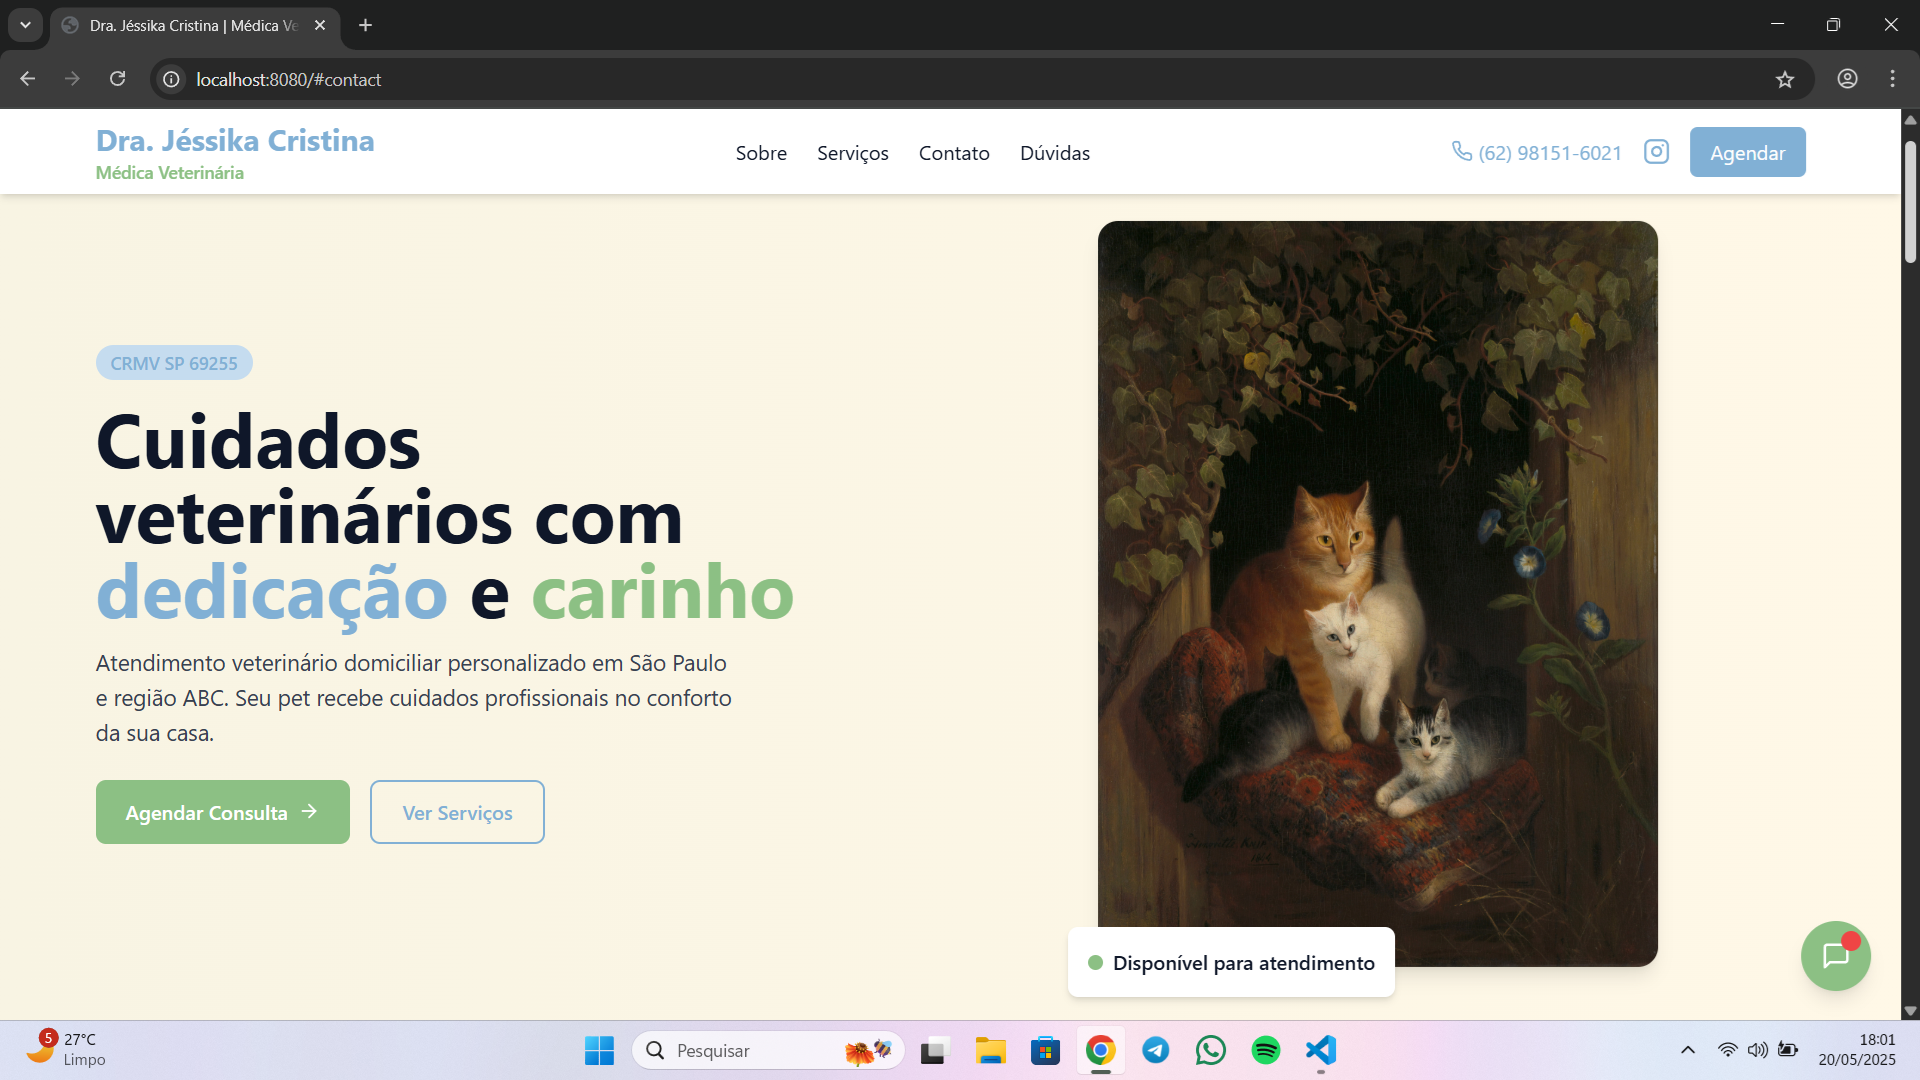 Dra. Jéssika Cristina | Médica Ve
localhost:8080/#contact
Dra. Jéssika Cristina
Médica Veterinária
Sobre
Serviços
Contato
Dúvidas
(62) 98151-6021
Agendar
CRMV SP 69255
Cuidados
veterinários com
dedicação e carinho
Atendimento veterinário domiciliar personalizado em São Paulo
e região ABC. Seu pet recebe cuidados profissionais no conforto
da sua casa.
Agendar Consulta
Ver Serviços
Disponível para atendimento
5
27°C
Limpo
Pesquisar
18:01
20/05/2025